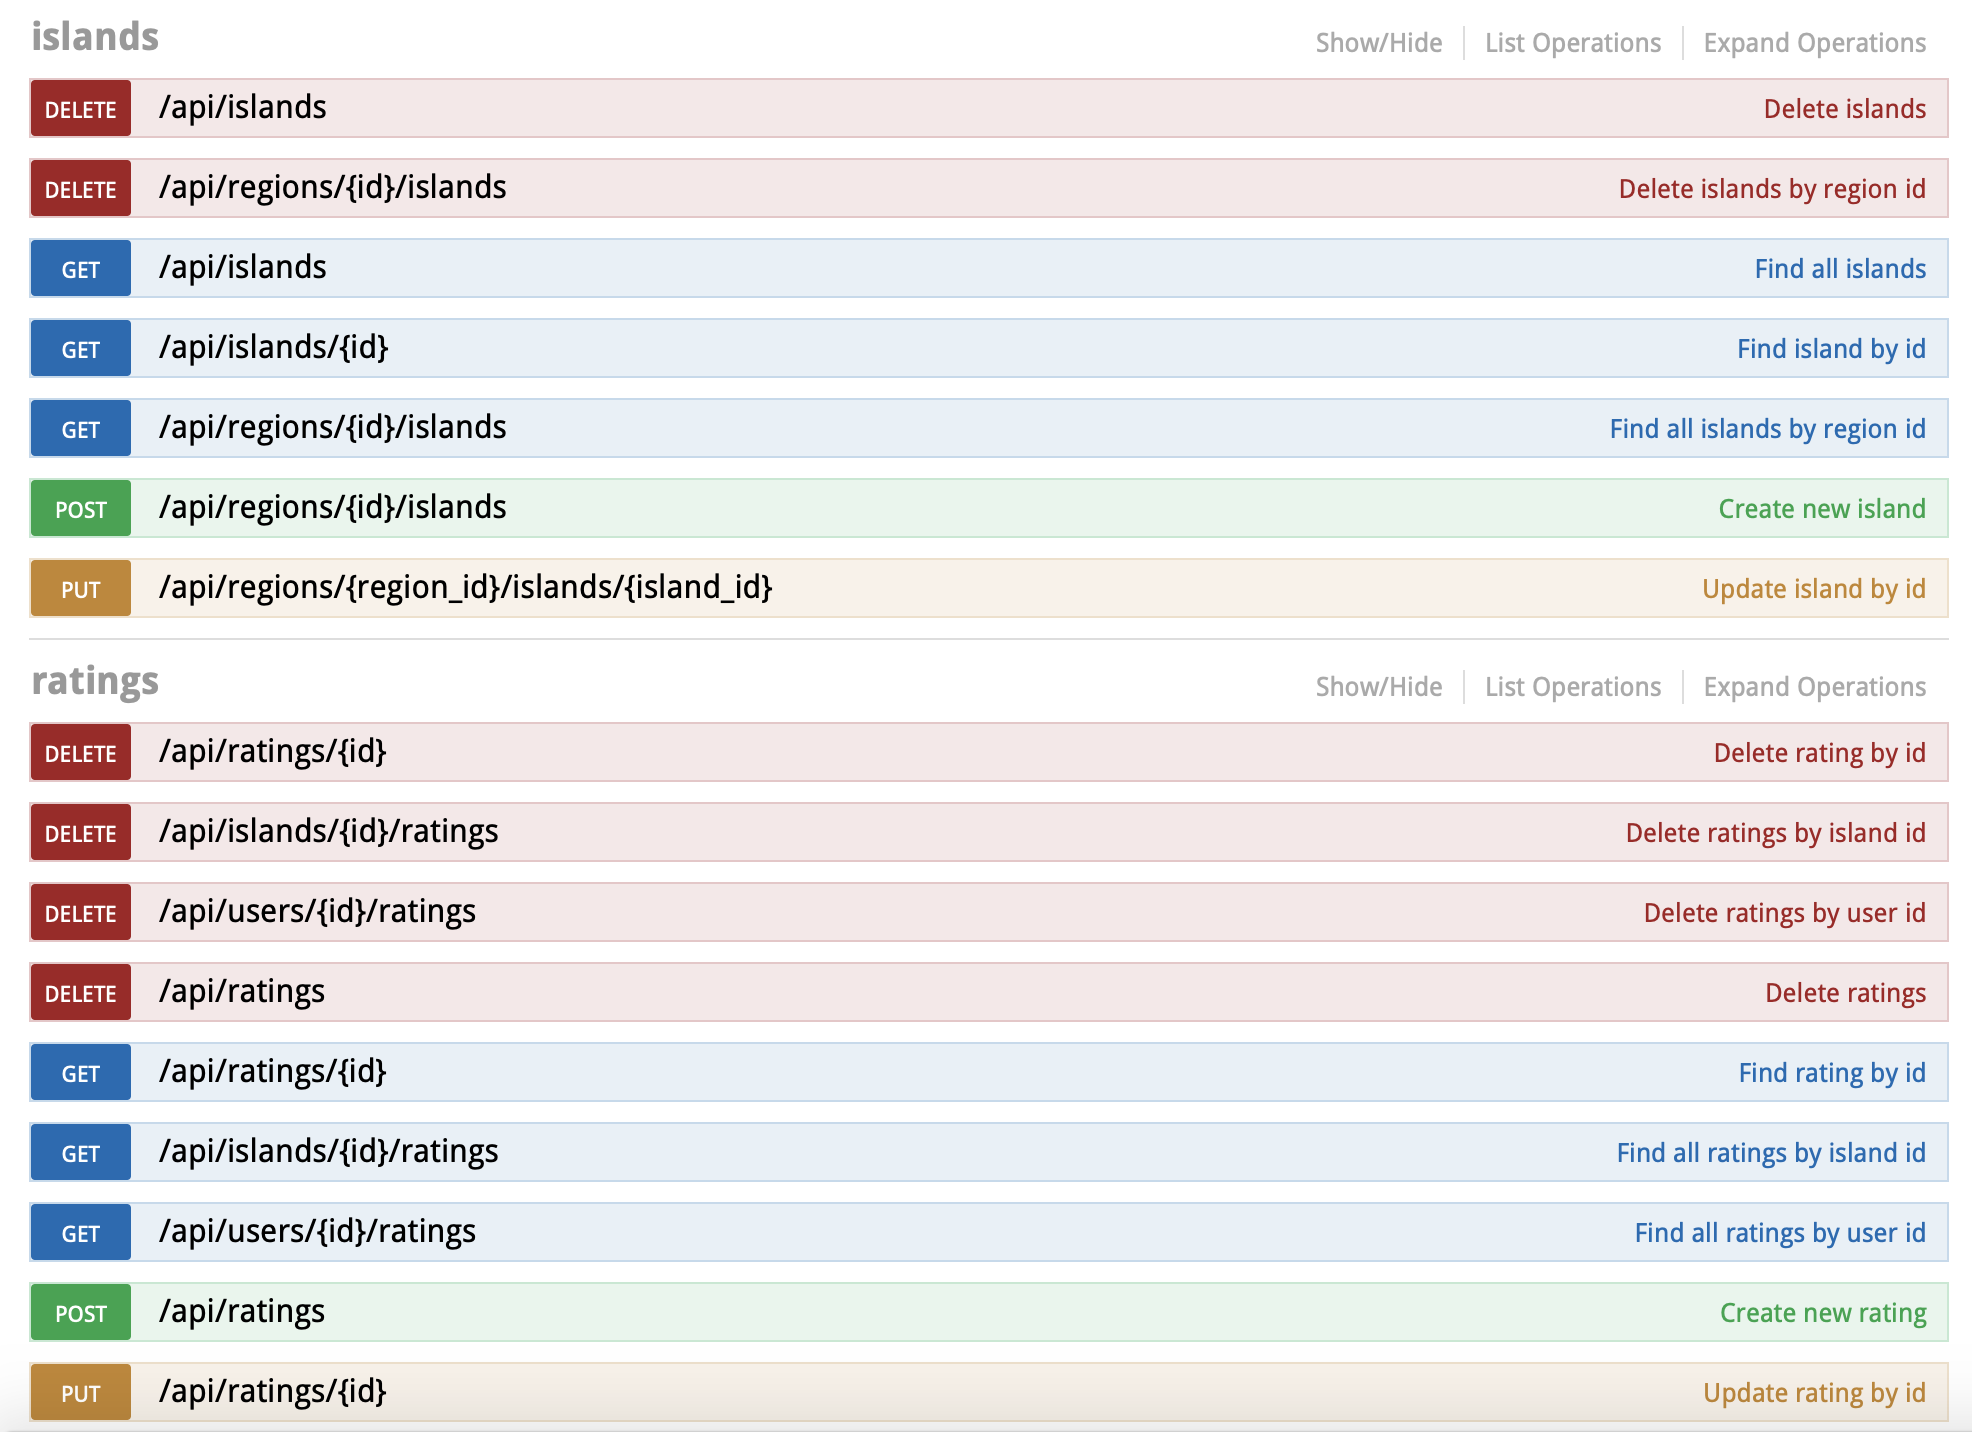 islands Show/Hide List Operations Expand Operations
DELETE /api/islands Delete islands
DELETE /api/regions/{id}/islands Delete islands by region id
GET /api/islands Find all islands
GET /api/islands/{id} Find island by id
GET /api/regions/{id}/islands Find all islands by region id
POST /api/regions/{id}/islands Create new island
PUT /api/regions/{region_id}/islands/{island_id} Update island by id
ratings Show/Hide List Operations Expand Operations
DELETE /api/ratings/{id} Delete rating by id
DELETE /api/islands/{id}/ratings Delete ratings by island id
DELETE /api/users/{id}/ratings Delete ratings by user id
DELETE /api/ratings Delete ratings
GET /api/ratings/{id} Find rating by id
GET /api/islands/{id}/ratings Find all ratings by island id
GET /api/users/{id}/ratings Find all ratings by user id
POST /api/ratings Create new rating
PUT /api/ratings/{id} Update rating by id